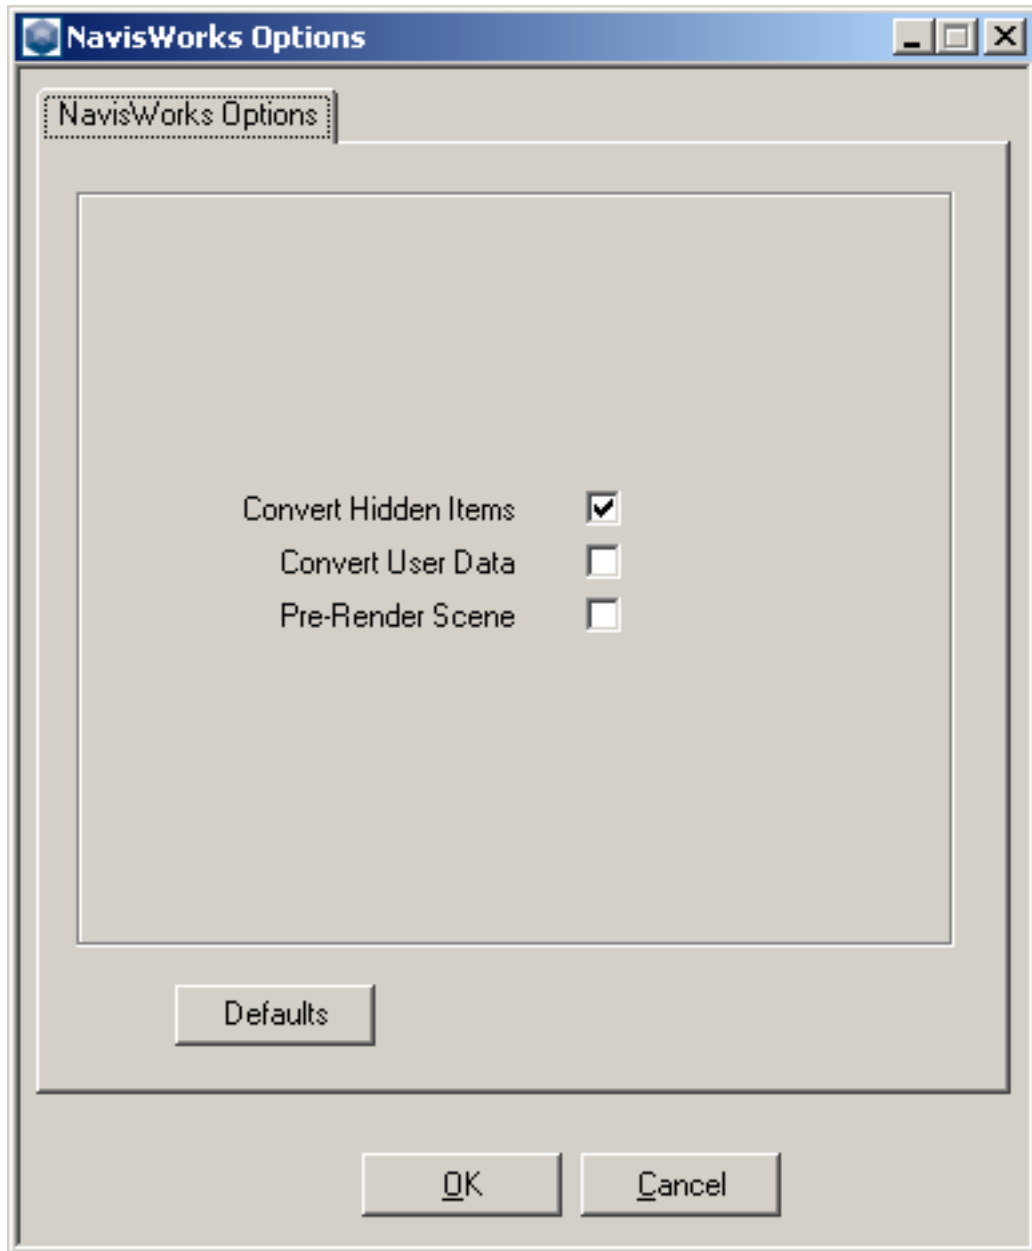 NavisWorks Options
NavisWorks Options
Convert Hidden Items
Convert User Data
Pre-Render Scene
Defaults
OK Cancel